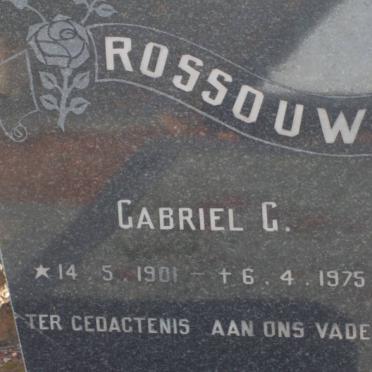 ROSSOUW
GABRIEL G.
★ 14 . 5 . 1901 – † 6 . 4 . 1975
TER GEDACTENIS AAN ONS VADE